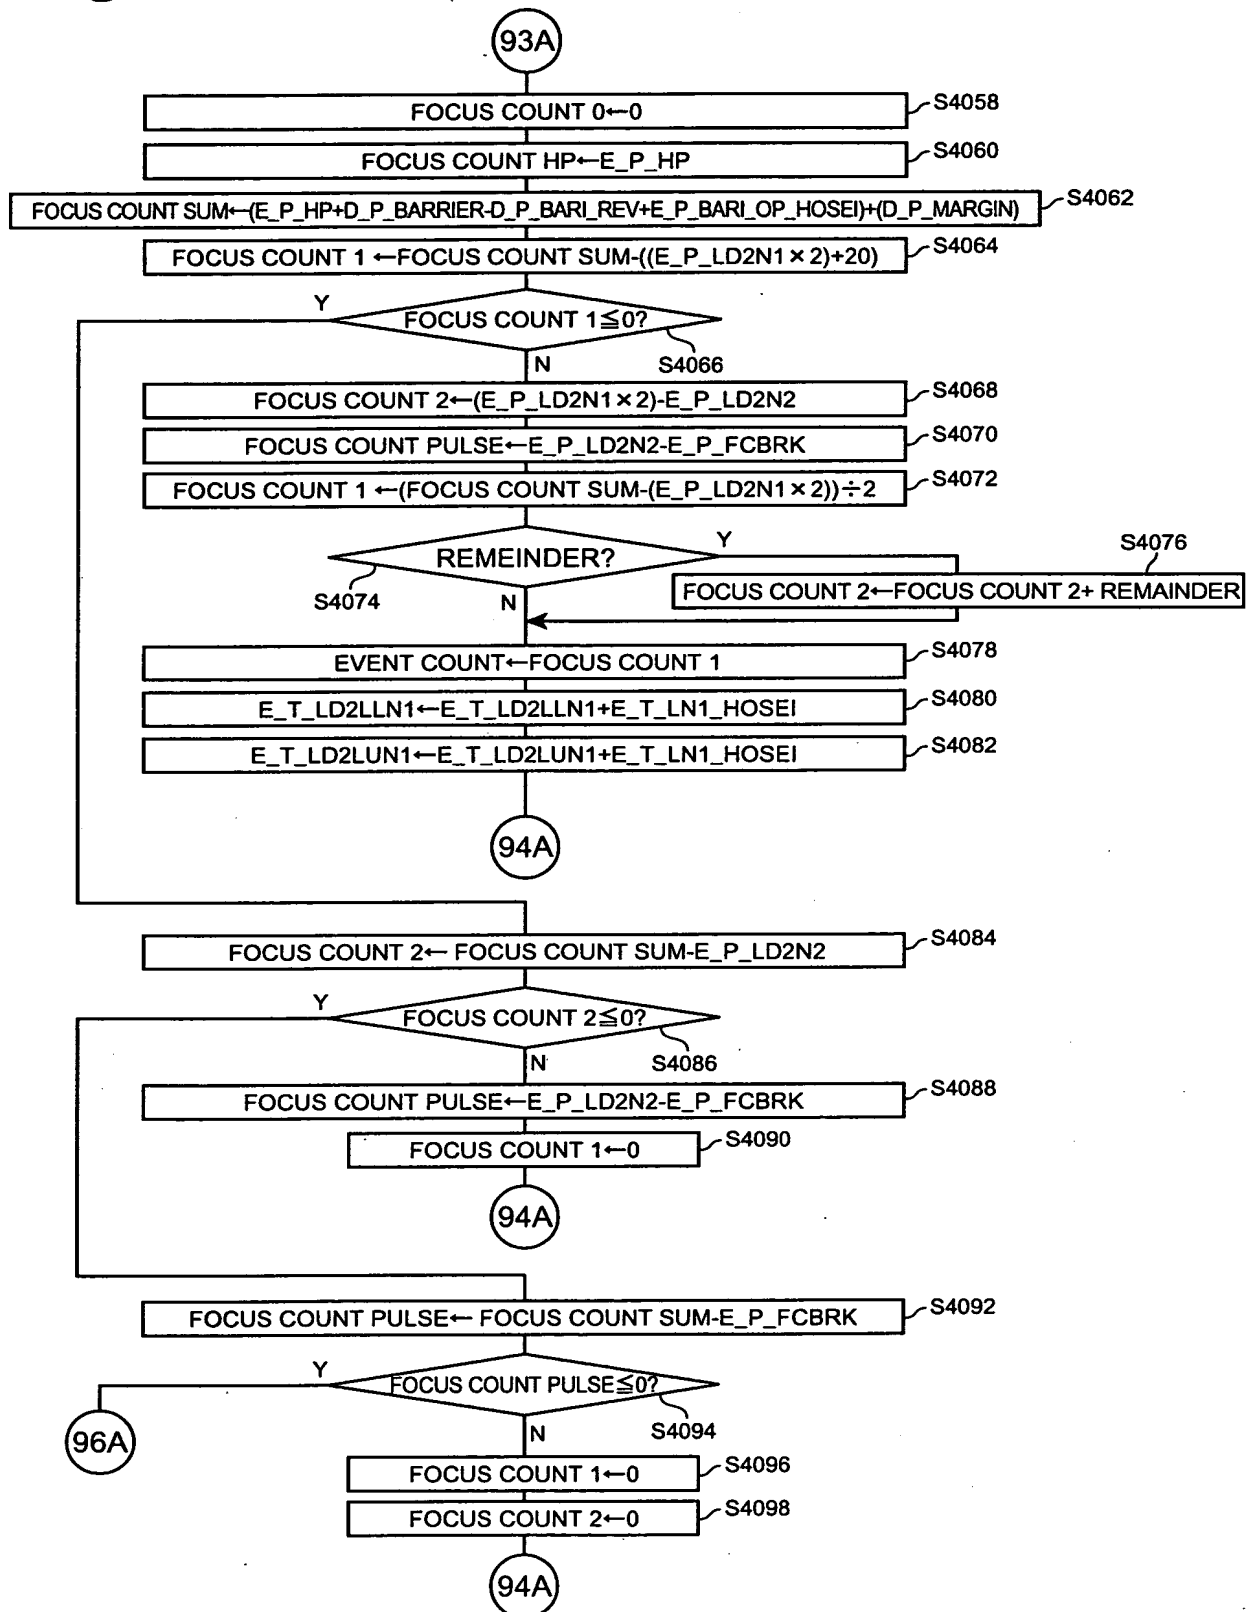 93A
FOCUS COUNT 0←0
S4058
FOCUS COUNT HP←E_P_HP
S4060
FOCUS COUNT SUM←(E_P_HP+D_P_BARRIER-D_P_BARI_REV+E_P_BARI_OP_HOSEI)+(D_P_MARGIN)
S4062
FOCUS COUNT 1 ←FOCUS COUNT SUM-((E_P_LD2N1×2)+20)
S4064
Y
FOCUS COUNT 1≦0?
S4066
N
FOCUS COUNT 2←(E_P_LD2N1×2)-E_P_LD2N2
S4068
FOCUS COUNT PULSE←E_P_LD2N2-E_P_FCBRK
S4070
FOCUS COUNT 1 ←(FOCUS COUNT SUM-(E_P_LD2N1×2))÷2
S4072
REMEINDER?
Y
S4074
N
S4076
FOCUS COUNT 2←FOCUS COUNT 2+ REMAINDER
EVENT COUNT←FOCUS COUNT 1
S4078
E_T_LD2LLN1←E_T_LD2LLN1+E_T_LN1_HOSEI
S4080
E_T_LD2LUN1←E_T_LD2LUN1+E_T_LN1_HOSEI
S4082
94A
FOCUS COUNT 2← FOCUS COUNT SUM-E_P_LD2N2
S4084
Y
FOCUS COUNT 2≦0?
S4086
N
FOCUS COUNT PULSE←E_P_LD2N2-E_P_FCBRK
S4088
FOCUS COUNT 1←0
S4090
94A
FOCUS COUNT PULSE← FOCUS COUNT SUM-E_P_FCBRK
S4092
Y
FOCUS COUNT PULSE≦0?
S4094
96A
N
FOCUS COUNT 1←0
S4096
FOCUS COUNT 2←0
S4098
94A